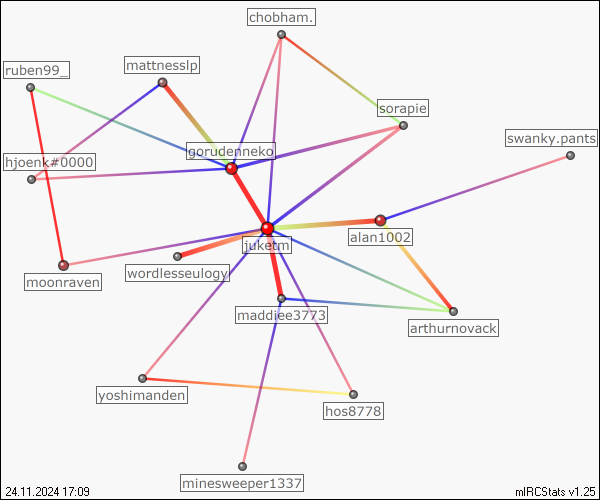 chobham.
mattnesslp
ruben99_
sorapie
swanky.pants
gorudenneko
hjoenk#0000
alan1002
juketm
wordlesseulogy
moonraven
maddiee3773
arthurnovack
yoshimanden
hos8778
minesweeper1337
24.11.2024 17:09
mIRCStats v1.25